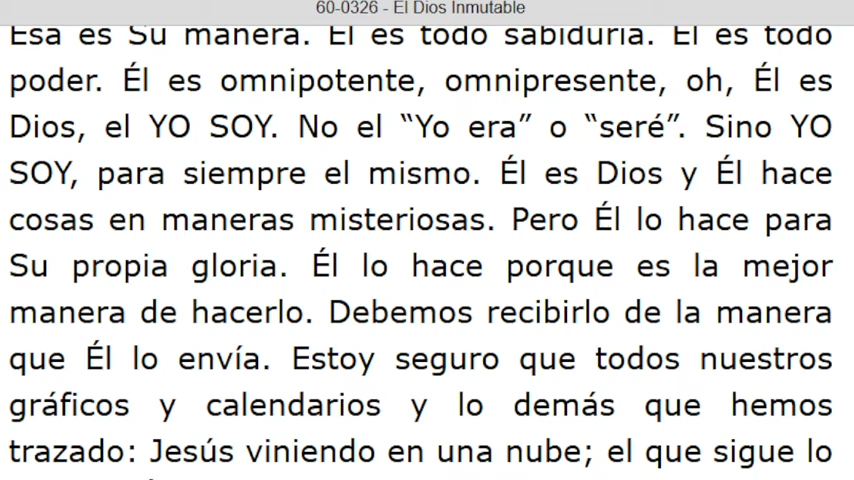 60-0326 - El Dios Inmutable
Esa es Su manera. Él es todo sabiduría. Él es todo
poder. Él es omnipotente, omnipresente, oh, Él es
Dios, el YO SOY. No el “Yo era” o “seré”. Sino YO
SOY, para siempre el mismo. Él es Dios y Él hace
cosas en maneras misteriosas. Pero Él lo hace para
Su propia gloria. Él lo hace porque es la mejor
manera de hacerlo. Debemos recibirlo de la manera
que Él lo envía. Estoy seguro que todos nuestros
gráficos y calendarios y lo demás que hemos
trazado: Jesús viniendo en una nube; el que sigue lo